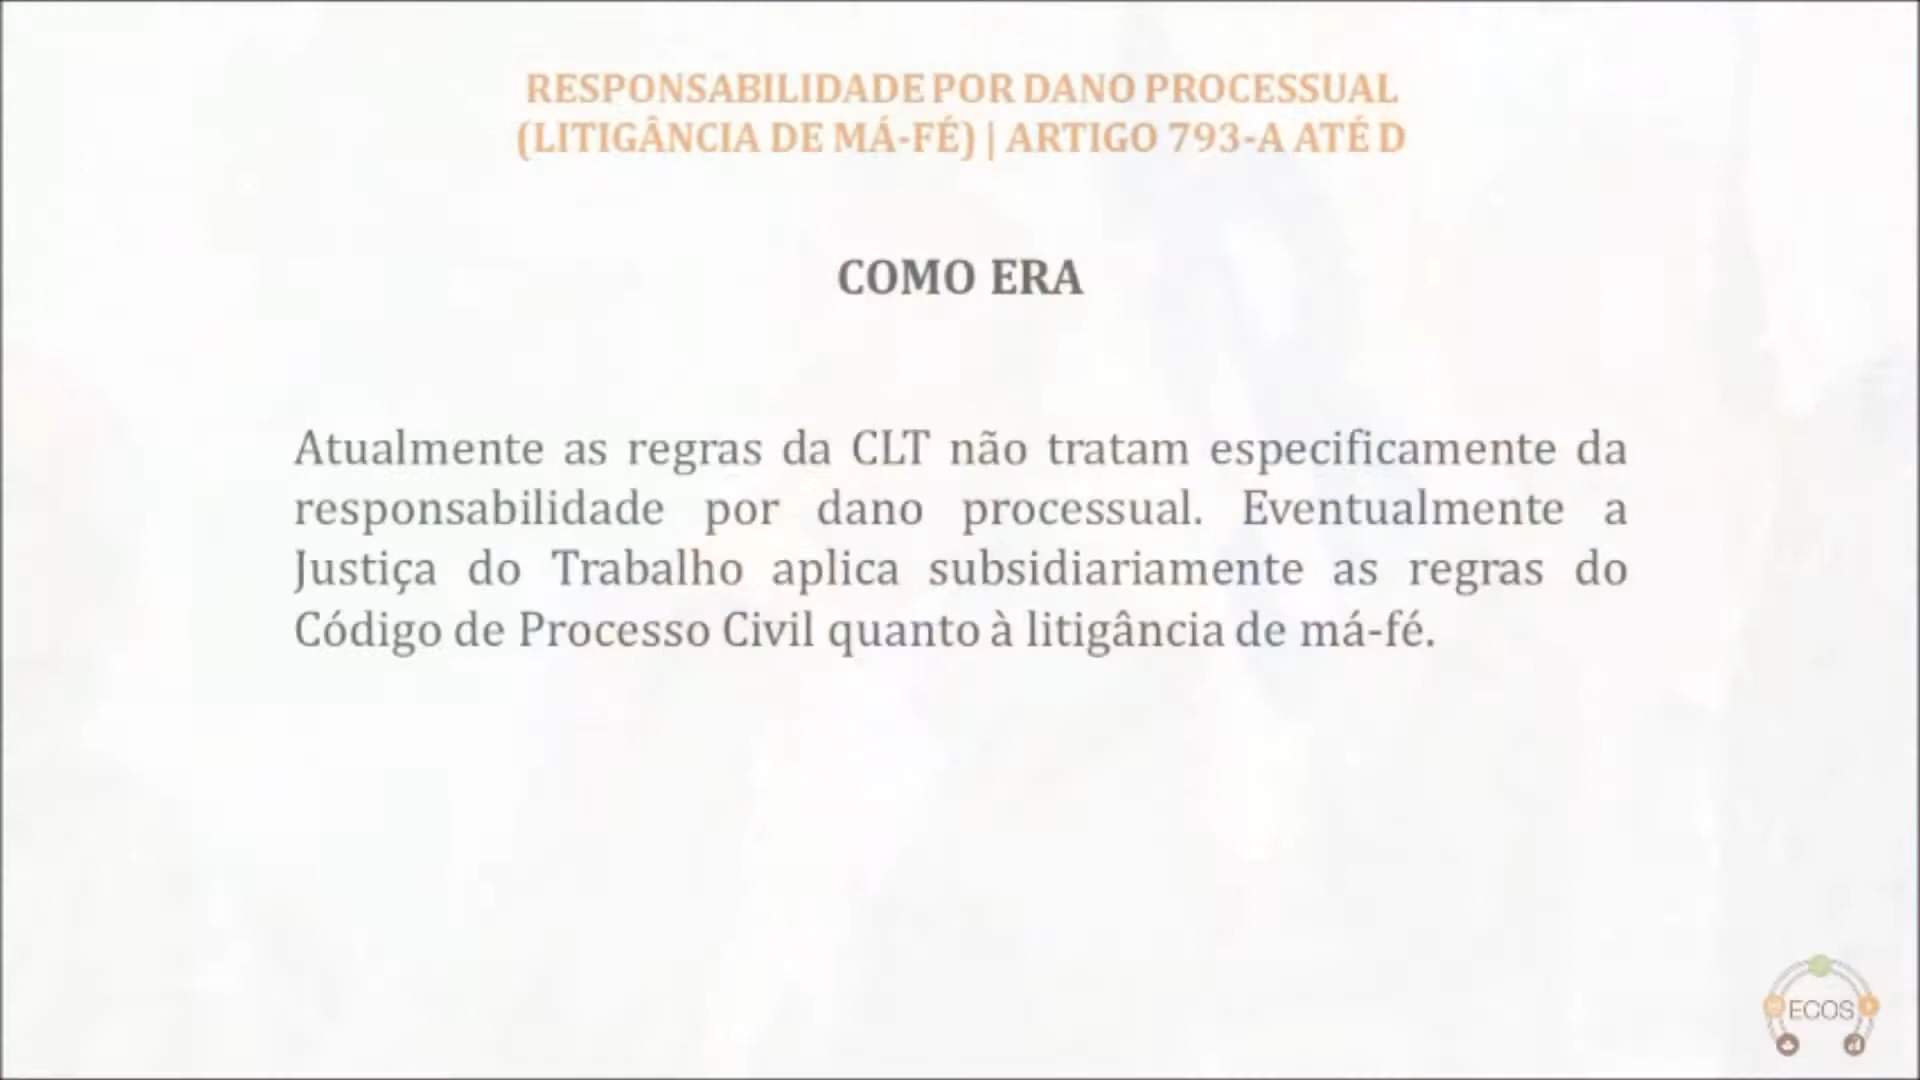 RESPONSABILIDADE POR DANO PROCESSUAL
(LITIGÂNCIA DE MÁ-FÉ) | ARTIGO 793-A ATÉ D
COMO ERA
Atualmente as regras da CLT não tratam especificamente da
responsabilidade por dano processual. Eventualmente a
Justiça do Trabalho aplica subsidiariamente as regras do
Código de Processo Civil quanto à litigância de má-fé.
ECOS